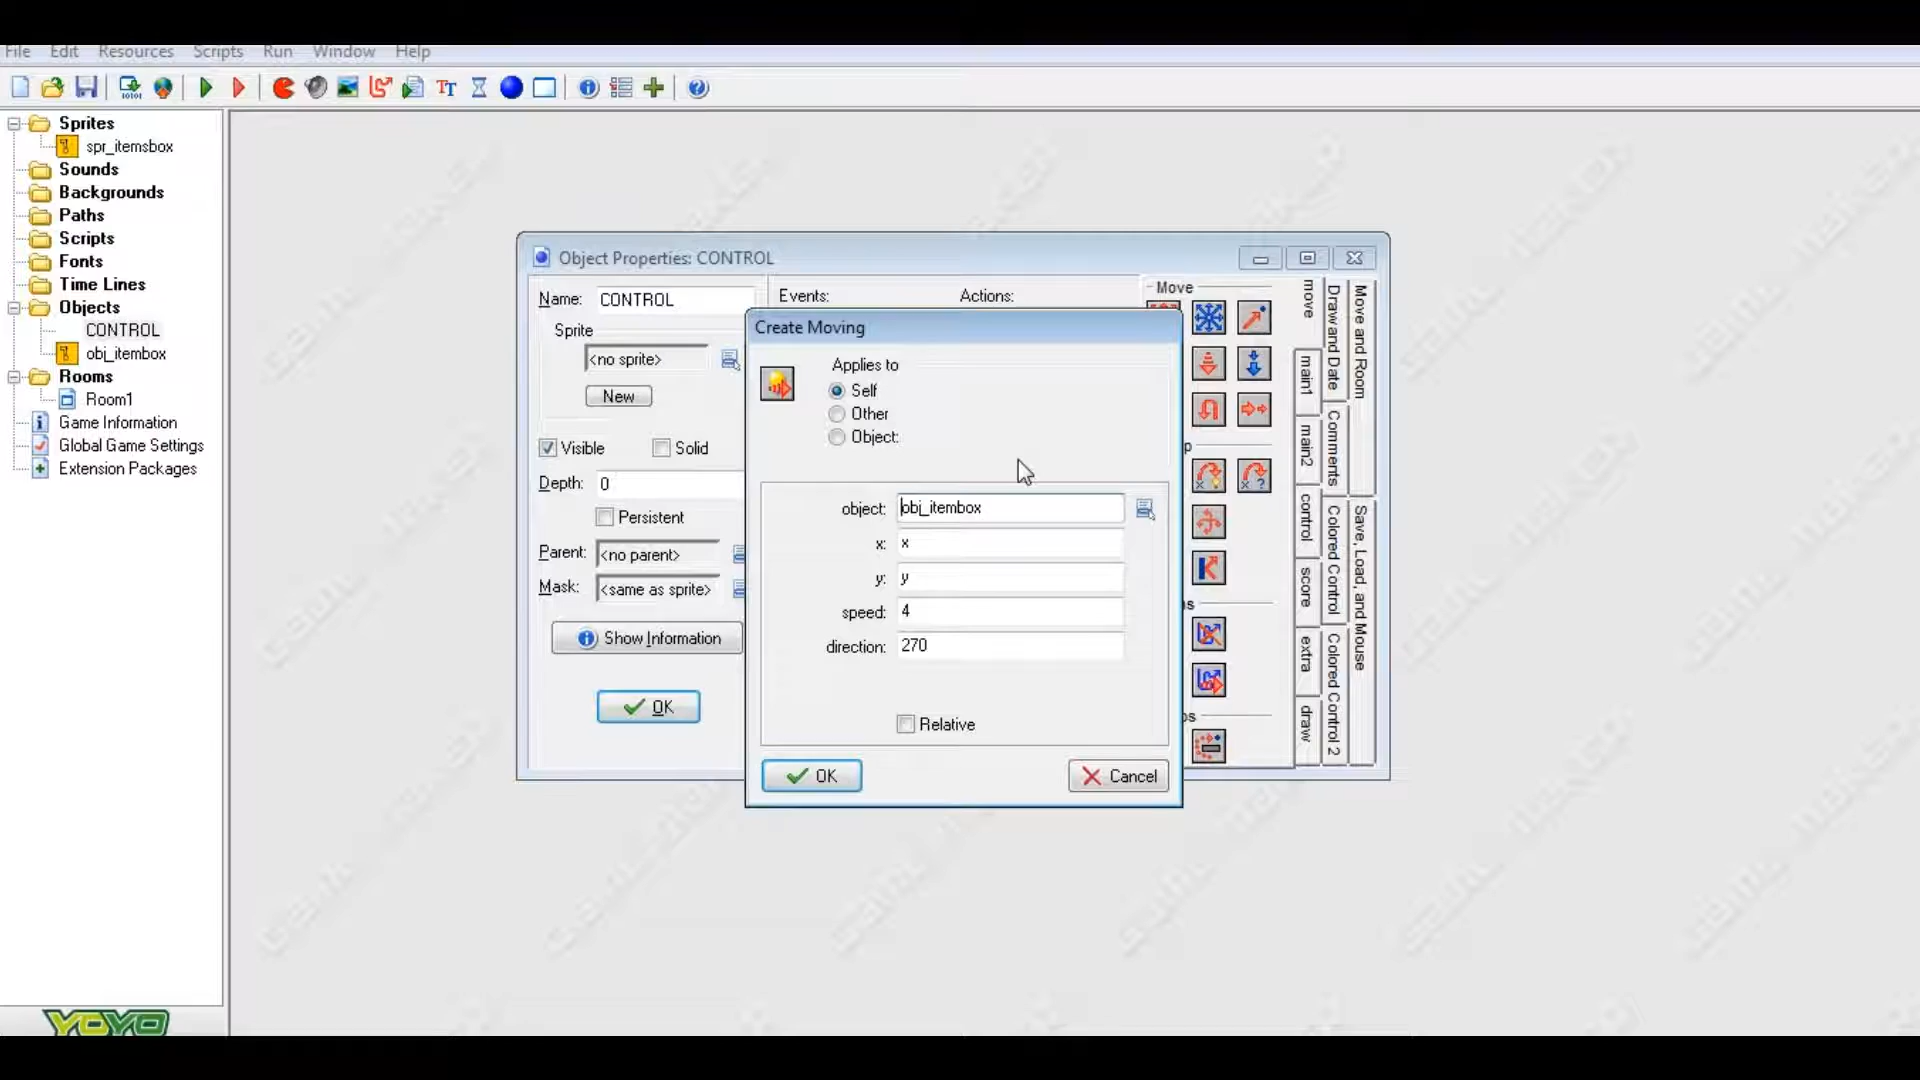 File Edit Resources Scripts Run Window Help
Sprites
spr_itemsbox
Sounds
Backgrounds
Paths
Scripts
Fonts
Time Lines
Objects
CONTROL
obj_itembox
Rooms
Room1
Game Information
Global Game Settings
Extension Packages
YOYO
Object Properties: CONTROL
Name: CONTROL
Sprite
<no sprite>
New
Visible
Solid
Depth: 0
Persistent
Parent: <no parent>
Mask: <same as sprite>
Show Information
OK
Events:
Actions:
Create Moving
Applies to
Self
Other
Object:
object: obj_itembox
x: x
y: y
speed: 4
direction: 270
Relative
OK
Cancel
Move
move
main1
main2
control
score
extra
draw
Draw and Date
Comments
Colored Control
Colored Control 2
Move and Room
Save, Load, and Mouse